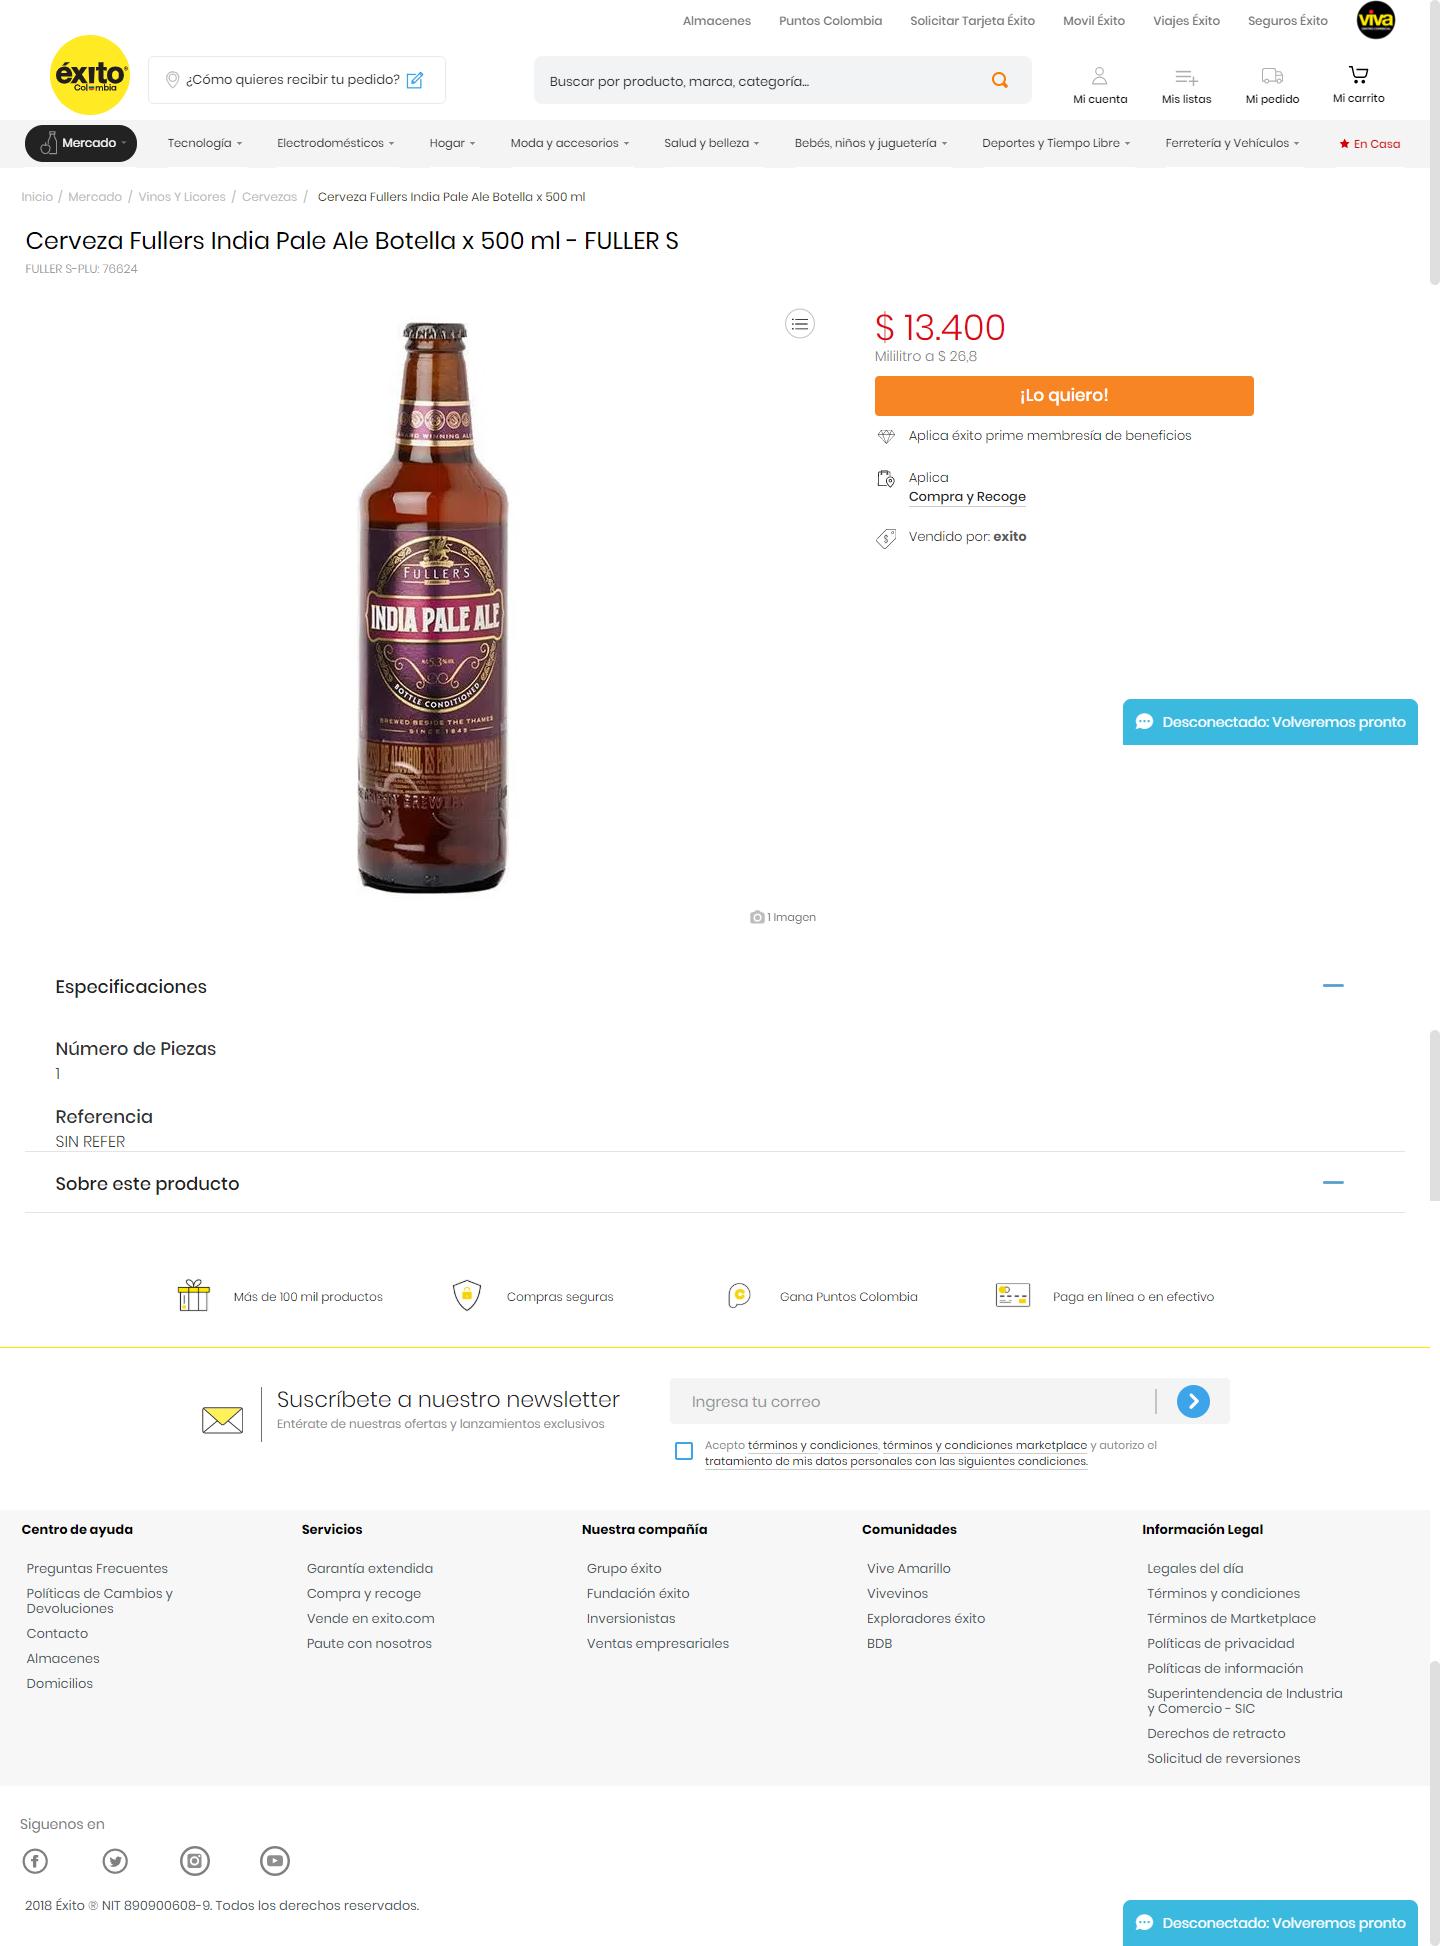 Almacenes Puntos Colombia Solicitar Tarjeta Éxito Movil Éxito Viajes Éxito Seguros Éxito viva
éxito
Colombia
¿Cómo quieres recibir tu pedido?
Buscar por producto, marca, categoría...
Mi cuenta Mis listas Mi pedido Mi carrito
Mercado Tecnología Electrodomésticos Hogar Moda y accesorios Salud y belleza Bebés, niños y juguetería Deportes y Tiempo Libre Ferretería y Vehículos En Casa
Inicio / Mercado / Vinos Y Licores / Cervezas / Cerveza Fullers India Pale Ale Botella x 500 ml
Cerveza Fullers India Pale Ale Botella x 500 ml - FULLER S
FULLER S-PLU: 76624
AWARD WINNING ALE
FULLER'S
INDIA PALE ALE
5.3%
BOTTLE CONDITIONED
BREWED BESIDE THE THAMES
SINCE 1845
DE ALCOHOL ES PERJUDICIAL
BREWERY
1 Imagen
$ 13.400
Mililitro a $ 26,8
¡Lo quiero!
Aplica éxito prime membresía de beneficios
Aplica
Compra y Recoge
Vendido por: exito
Desconectado: Volveremos pronto
Especificaciones
Número de Piezas
1
Referencia
SIN REFER
Sobre este producto
Más de 100 mil productos Compras seguras Gana Puntos Colombia Paga en línea o en efectivo
Suscríbete a nuestro newsletter
Entérate de nuestras ofertas y lanzamientos exclusivos
Ingresa tu correo
Acepto términos y condiciones, términos y condiciones marketplace y autorizo el
tratamiento de mis datos personales con las siguientes condiciones.
Centro de ayuda
Preguntas Frecuentes
Políticas de Cambios y
Devoluciones
Contacto
Almacenes
Domicilios
Servicios
Garantía extendida
Compra y recoge
Vende en exito.com
Paute con nosotros
Nuestra compañía
Grupo éxito
Fundación éxito
Inversionistas
Ventas empresariales
Comunidades
Vive Amarillo
Vivevinos
Exploradores éxito
BDB
Información Legal
Legales del día
Términos y condiciones
Términos de Martketplace
Políticas de privacidad
Políticas de información
Superintendencia de Industria
y Comercio - SIC
Derechos de retracto
Solicitud de reversiones
Siguenos en
2018 Éxito ® NIT 890900608-9. Todos los derechos reservados.
Desconectado: Volveremos pronto